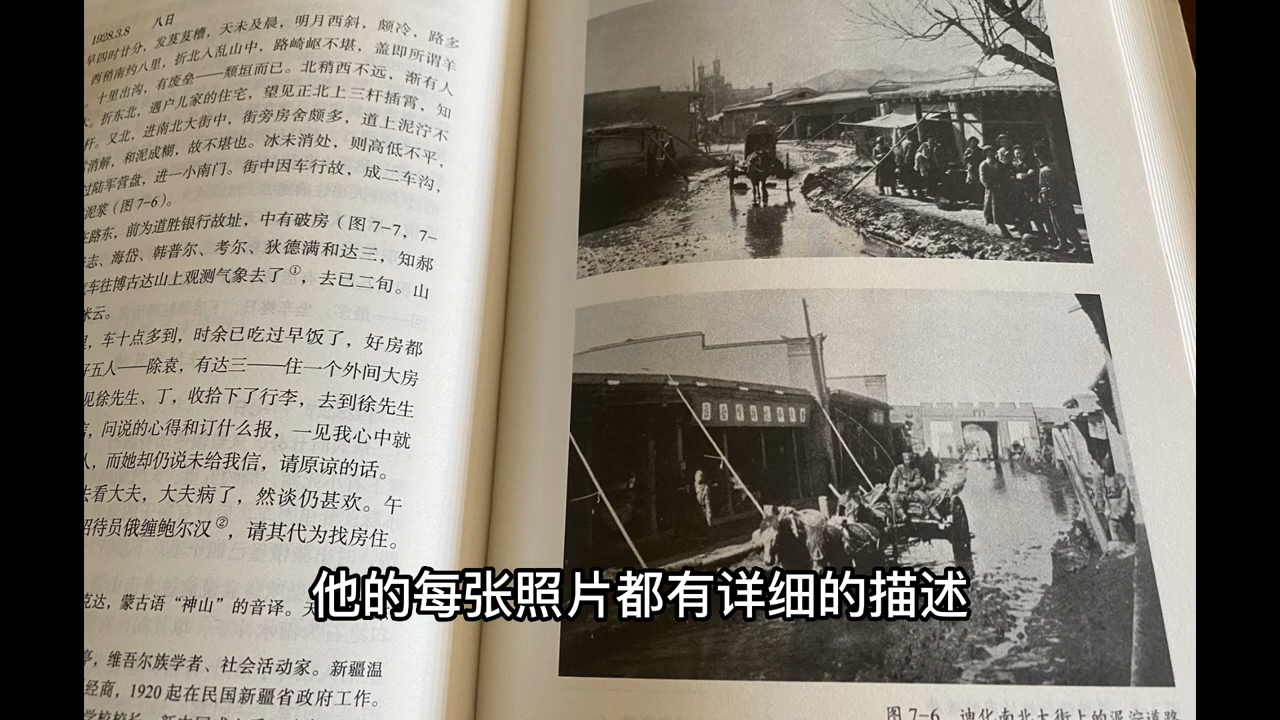 1928.3.8 八日
早四时廿分，发芨芨槽，天未及晨，明月西斜，颇冷，路多
西稍南约八里，折北入乱山中，路崎岖不堪，盖即所谓羊
十里出沟，有废垒——颓垣而已。北稍西不远，渐有人
折东北，遇户儿家的住宅，望见正北上三杆插霄，知
杆。又北，进南北大街中，街旁房舍颇多，道上泥泞不
消解，和泥成糊，故不堪也。冰未消处，则高低不平，
过陆军营盘，进一小南门。街中因车行故，成二车沟，
泥浆（图7-6）。
路东，前为道胜银行故址，中有破房（图7-7，7-
志、海岱、韩普尔、考尔、狄德满和达三，知郝
车往博古达山上观测气象去了①，去已二旬。山
米云。
，车十点多到，时余已吃过早饭了，好房都
五人——除袁，有达三——住一个外间大房
见徐先生、丁，收拾下了行李，去到徐先生
，问说的心得和订什么报，一见我心中就
人，而她却仍说未给我信，请原谅的话。
去看大夫，大夫病了，然谈仍甚欢。午
招待员俄缠鲍尔汉②，请其代为找房住。
克达，蒙古语“神山”的音译。天
亭，维吾尔族学者、社会活动家。新疆温
经商，1920起在民国新疆省政府工作。
图7-6 迪化南北大街上的泥泞道路
他的每张照片都有详细的描述